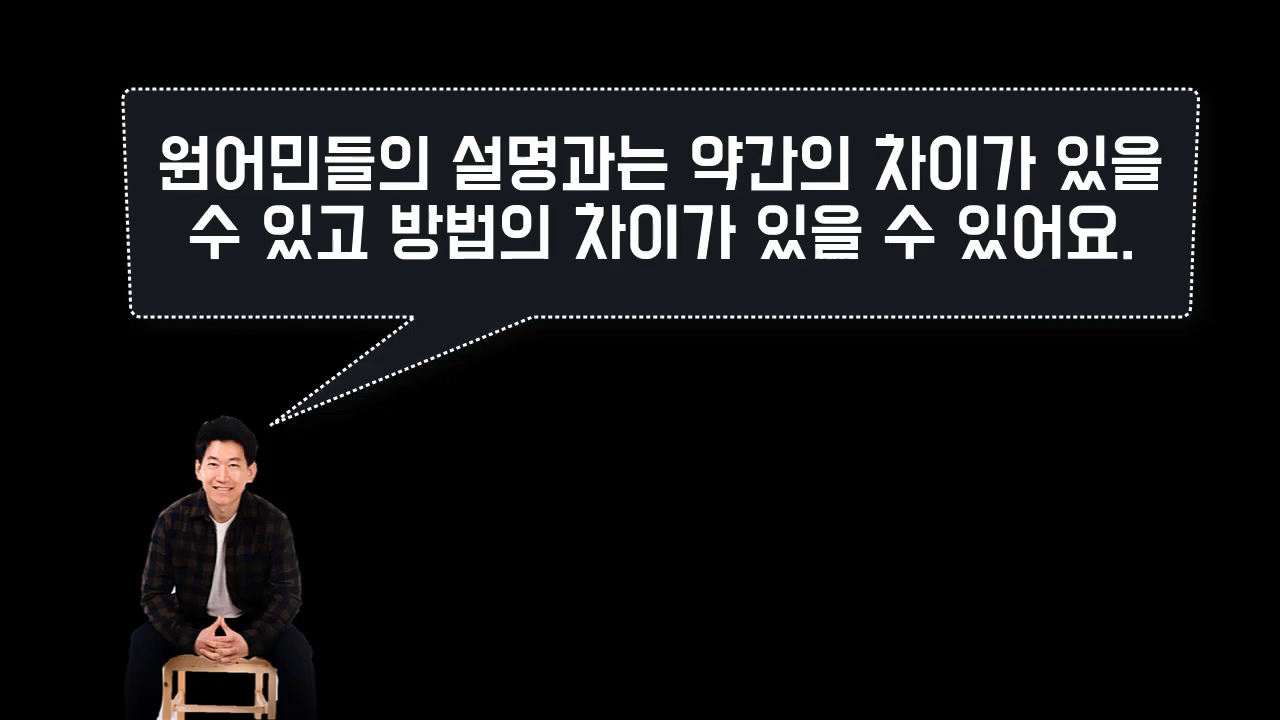 원어민들의 설명과는 약간의 차이가 있을
수 있고 방법의 차이가 있을 수 있어요.